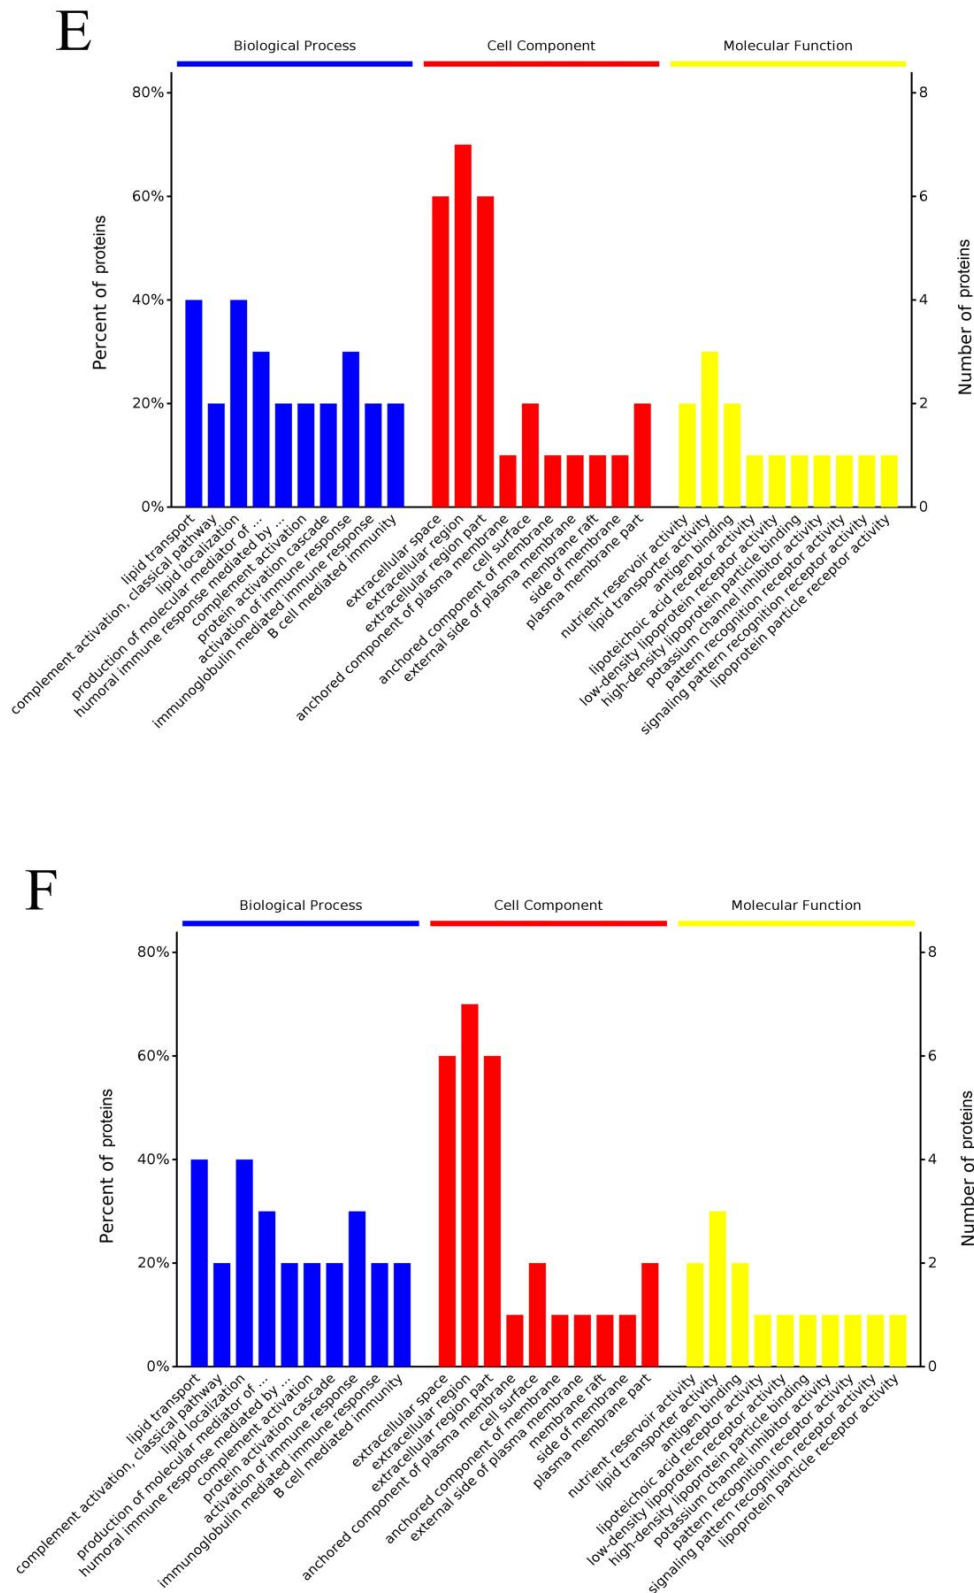 E
Biological Process
Cell Component
Molecular Function
80%
60%
40%
20%
0%
8
6
4
2
0
Percent of proteins
Number of proteins
lipid transport
complement activation, classical pathway
lipid localization
production of molecular mediator of ...
humoral immune response mediated by ...
complement activation
protein activation cascade
activation of immune response
immunoglobulin mediated immune response
B cell mediated immunity
extracellular space
extracellular region
extracellular region part
anchored component of plasma membrane
cell surface
anchored component of membrane
external side of plasma membrane
membrane raft
side of membrane
plasma membrane part
nutrient reservoir activity
lipid transporter activity
antigen binding
lipoteichoic acid receptor activity
low-density lipoprotein receptor activity
high-density lipoprotein particle binding
potassium channel inhibitor activity
pattern recognition receptor activity
signaling pattern recognition receptor activity
lipoprotein particle receptor activity
F
Biological Process
Cell Component
Molecular Function
80%
60%
40%
20%
0%
8
6
4
2
0
Percent of proteins
Number of proteins
lipid transport
complement activation, classical pathway
lipid localization
production of molecular mediator of ...
humoral immune response mediated by ...
complement activation
protein activation cascade
activation of immune response
immunoglobulin mediated immune response
B cell mediated immunity
extracellular space
extracellular region
extracellular region part
anchored component of plasma membrane
cell surface
anchored component of membrane
external side of plasma membrane
membrane raft
side of membrane
plasma membrane part
nutrient reservoir activity
lipid transporter activity
antigen binding
lipoteichoic acid receptor activity
low-density lipoprotein receptor activity
high-density lipoprotein particle binding
potassium channel inhibitor activity
pattern recognition receptor activity
signaling pattern recognition receptor activity
lipoprotein particle receptor activity